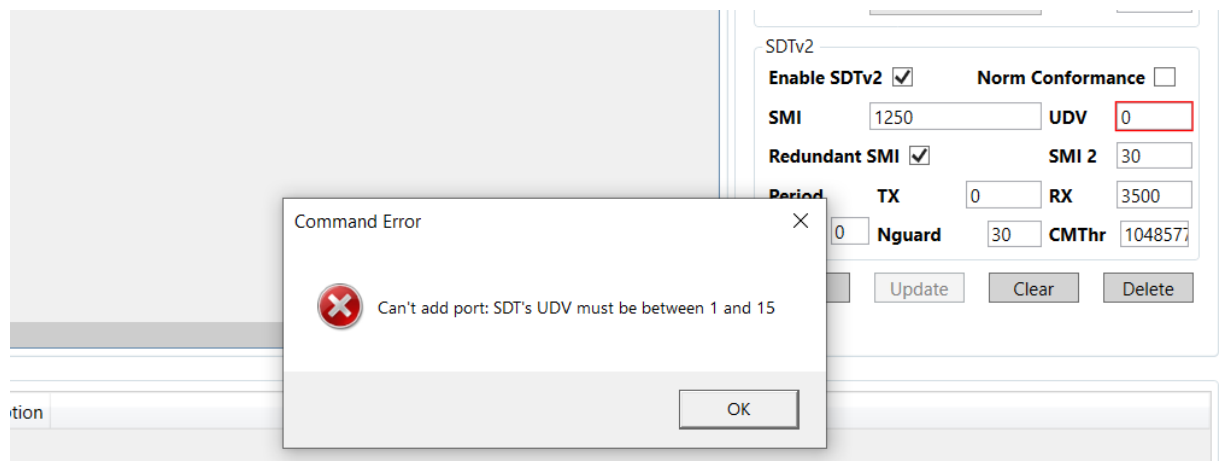 SDTv2
Enable SDTv2 Norm Conformance
SMI 1250 UDV 0
Redundant SMI SMI 2 30
Period TX 0 RX 3500
Command Error
0 Nguard 30 CMThr 1048577
Can't add port: SDT's UDV must be between 1 and 15
Update Clear Delete
OK